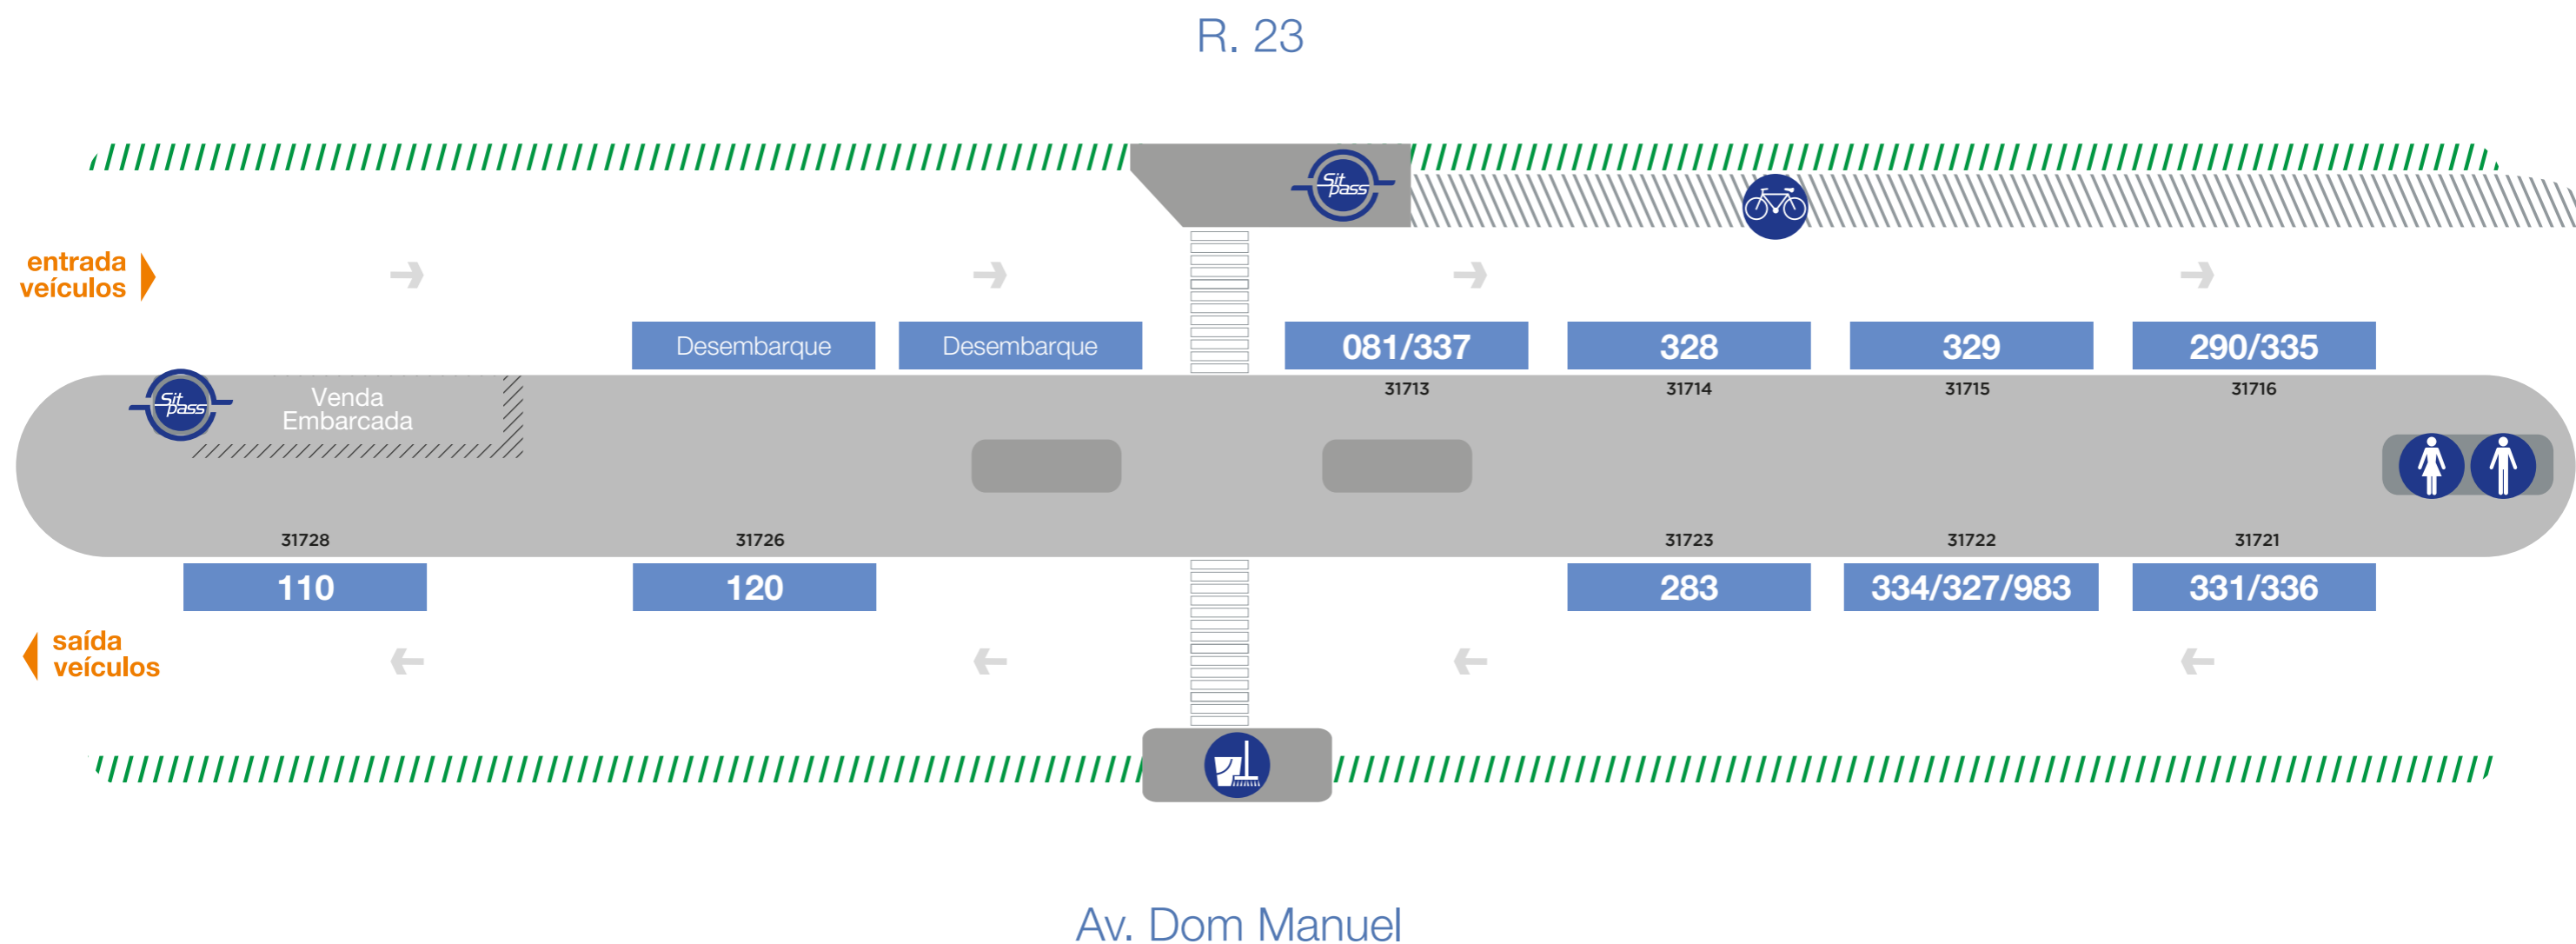 R. 23
Sit
pass
entrada
veículos
Desembarque
Desembarque
081/337
328
329
290/335
Sit
pass
Venda
Embarcada
31713
31714
31715
31716
31728
31726
31723
31722
31721
110
120
283
334/327/983
331/336
saída
veículos
Av. Dom Manuel